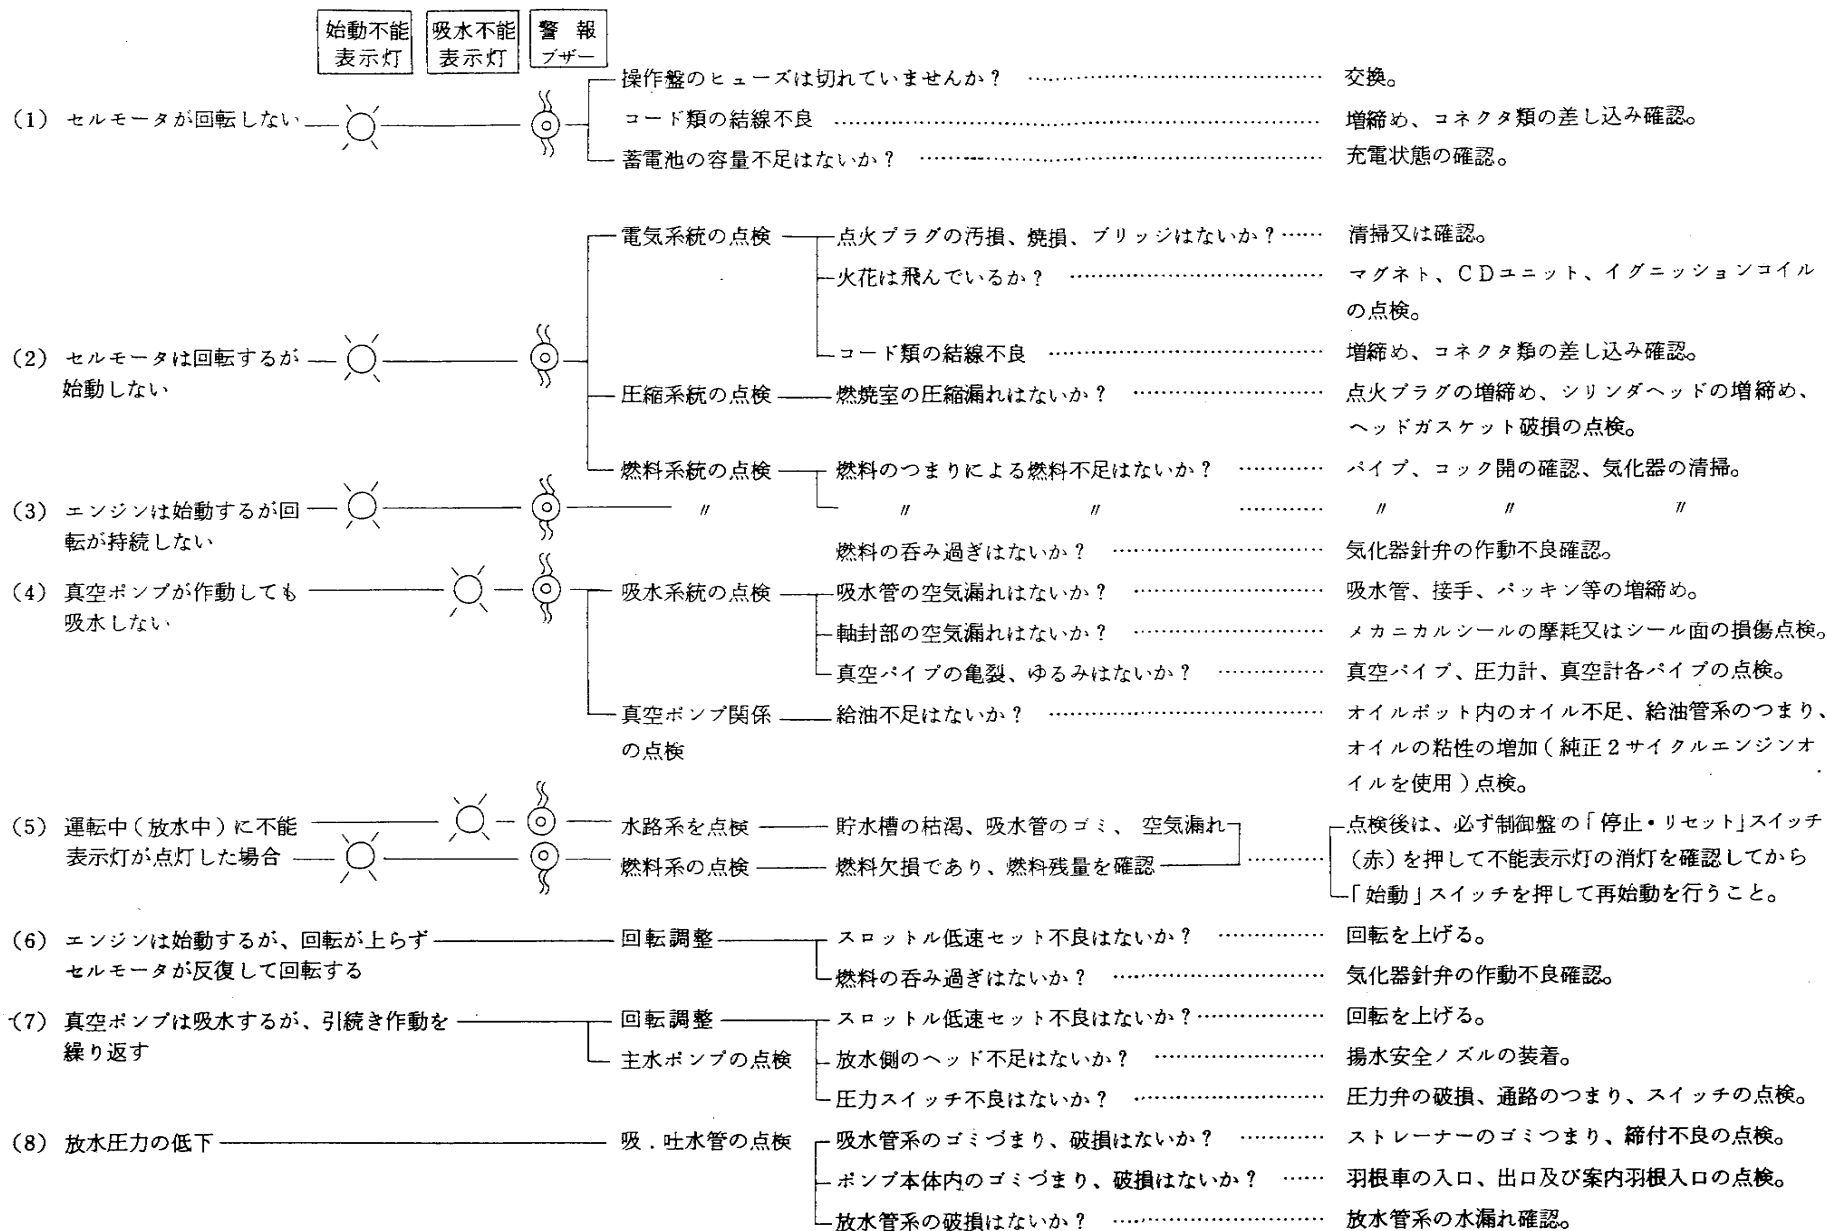 始動不能 吸水不能 警報
表示灯 表示灯 ブザー
操作盤のヒューズは切れていませんか？ …… 交換。
(1) セルモータが回転しない コード類の結線不良 …… 増締め、コネクタ類の差し込み確認。
蓄電池の容量不足はないか？ …… 充電状態の確認。
電気系統の点検 点火プラグの汚損、焼損、ブリッジはないか？ …… 清掃又は確認。
火花は飛んでいるか？ …… マグネト、CDユニット、イグニッションコイル
の点検。
(2) セルモータは回転するが コード類の結線不良 …… 増締め、コネクタ類の差し込み確認。
始動しない
圧縮系統の点検 燃焼室の圧縮漏れはないか？ …… 点火プラグの増締め、シリンダヘッドの増締め、
ヘッドガスケット破損の点検。
燃料系統の点検 燃料のつまりによる燃料不足はないか？ …… パイプ、コック開の確認、気化器の清掃。
(3) エンジンは始動するが回 〃 〃 〃 …… 〃 〃 〃
転が持続しない
燃料の呑み過ぎはないか？ …… 気化器針弁の作動不良確認。
(4) 真空ポンプが作動しても 吸水系統の点検 吸水管の空気漏れはないか？ …… 吸水管、接手、パッキン等の増締め。
吸水しない
軸封部の空気漏れはないか？ …… メカニカルシールの摩耗又はシール面の損傷点検。
真空パイプの亀裂、ゆるみはないか？ …… 真空パイプ、圧力計、真空計各パイプの点検。
真空ポンプ関係 給油不足はないか？ …… オイルポット内のオイル不足、給油管系のつまり、
の点検 オイルの粘性の増加（純正2サイクルエンジンオ
イルを使用）点検。
(5) 運転中（放水中）に不能 水路系を点検 貯水槽の枯渇、吸水管のゴミ、空気漏れ 点検後は、必ず制御盤の「停止・リセット」スイッチ
表示灯が点灯した場合 燃料系の点検 燃料欠損であり、燃料残量を確認 …… （赤）を押して不能表示灯の消灯を確認してから
「始動」スイッチを押して再始動を行うこと。
(6) エンジンは始動するが、回転が上らず 回転調整 スロットル低速セット不良はないか？ …… 回転を上げる。
セルモータが反復して回転する 燃料の呑み過ぎはないか？ …… 気化器針弁の作動不良確認。
(7) 真空ポンプは吸水するが、引続き作動を 回転調整 スロットル低速セット不良はないか？ …… 回転を上げる。
繰り返す 主水ポンプの点検 放水側のヘッド不足はないか？ …… 揚水安全ノズルの装着。
圧力スイッチ不良はないか？ …… 圧力弁の破損、通路のつまり、スイッチの点検。
(8) 放水圧力の低下 吸．吐水管の点検 吸水管系のゴミづまり、破損はないか？ …… ストレーナーのゴミつまり、締付不良の点検。
ポンプ本体内のゴミづまり、破損はないか？ …… 羽根車の入口、出口及び案内羽根入口の点検。
放水管系の破損はないか？ …… 放水管系の水漏れ確認。